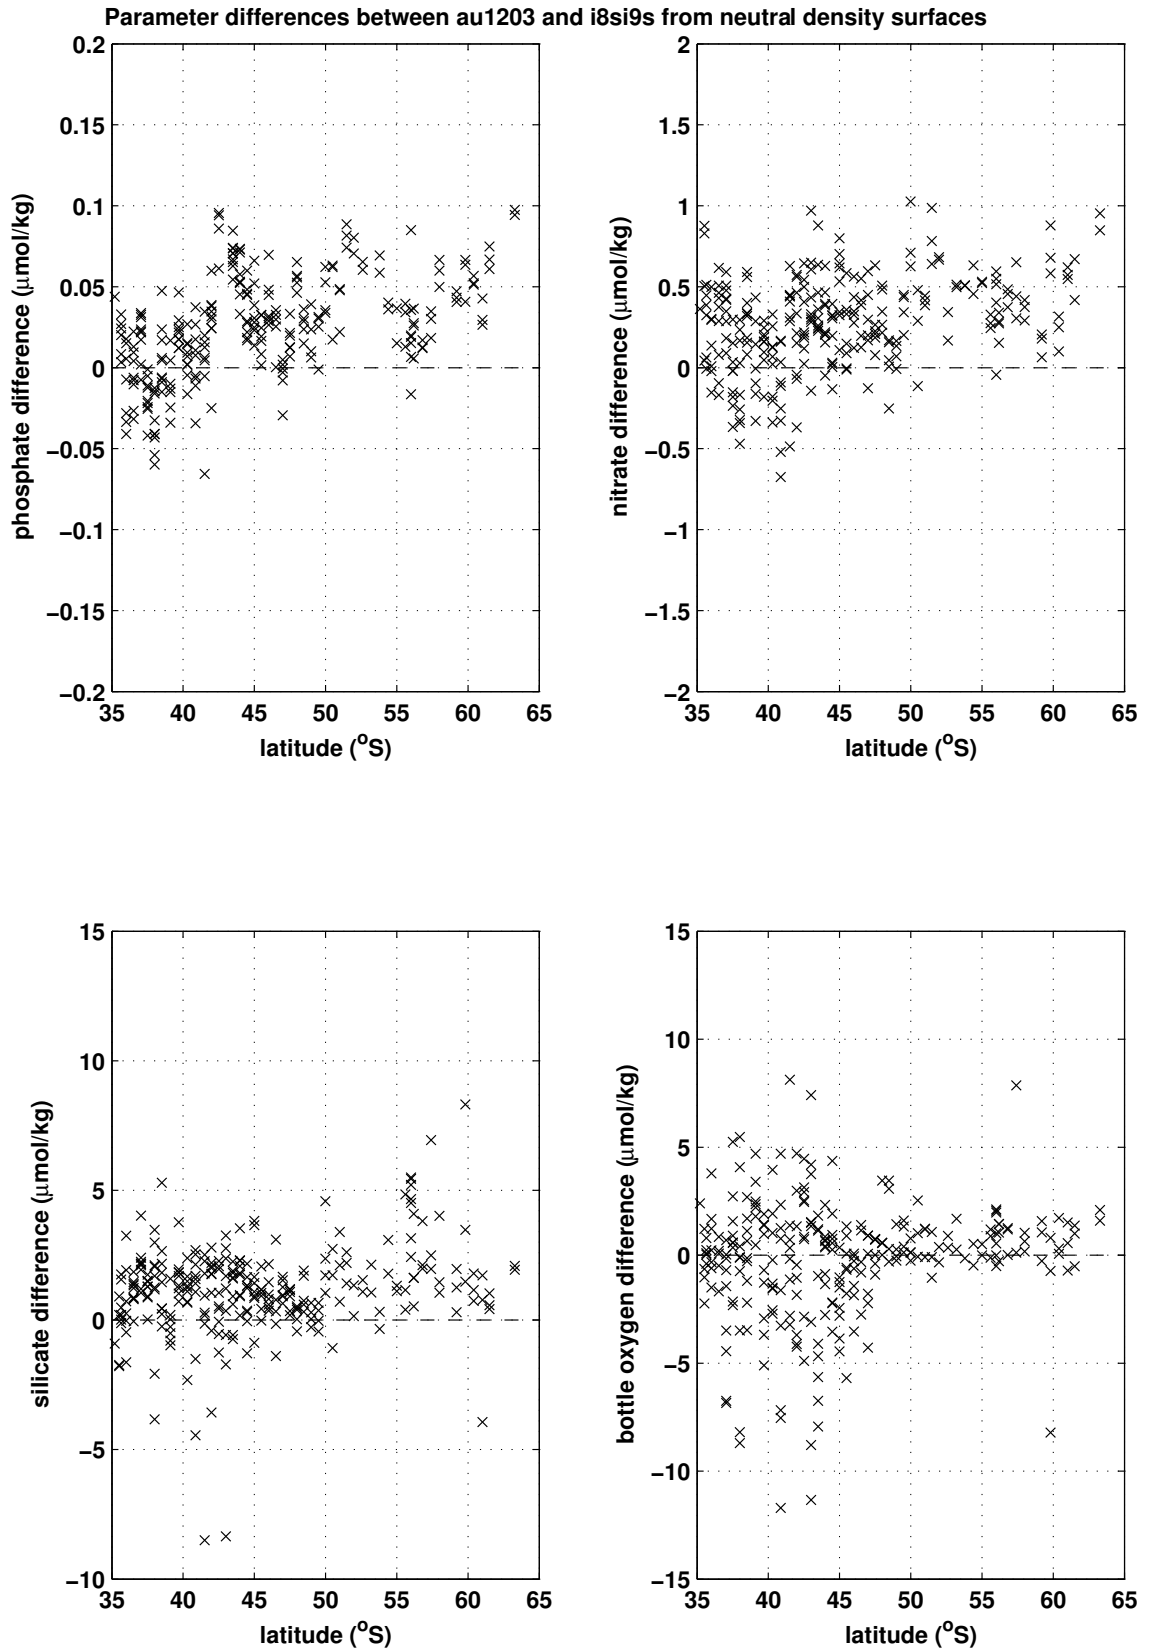 Parameter differences between au1203 and i8si9s from neutral density surfaces
phosphate difference (μmol/kg)
0.2
0.15
0.1
0.05
0
−0.05
−0.1
−0.15
−0.2
35 40 45 50 55 60 65
latitude (°S)
nitrate difference (μmol/kg)
2
1.5
1
0.5
0
−0.5
−1
−1.5
−2
35 40 45 50 55 60 65
latitude (°S)
silicate difference (μmol/kg)
15
10
5
0
−5
−10
35 40 45 50 55 60 65
latitude (°S)
bottle oxygen difference (μmol/kg)
15
10
5
0
−5
−10
−15
35 40 45 50 55 60 65
latitude (°S)